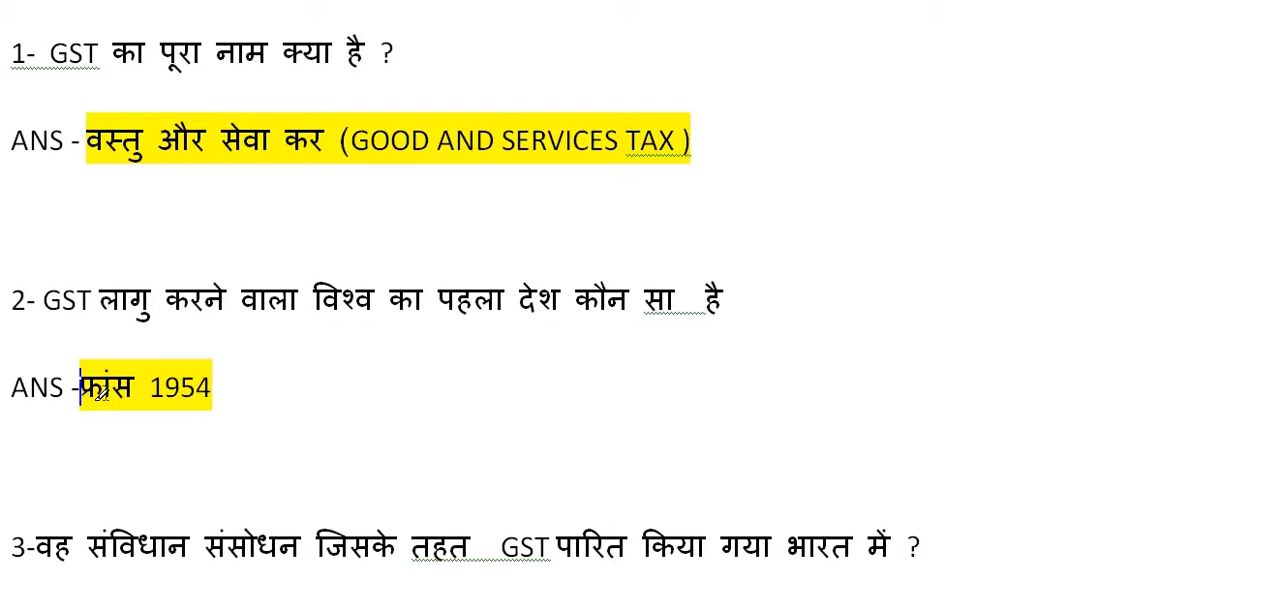 1- GST का पूरा नाम क्या है ?
ANS - वस्तु और सेवा कर (GOOD AND SERVICES TAX )
2- GST लागु करने वाला विश्व का पहला देश कौन सा है
ANS -फ्रांस 1954
3-वह संविधान संसोधन जिसके तहत GST पारित किया गया भारत में ?